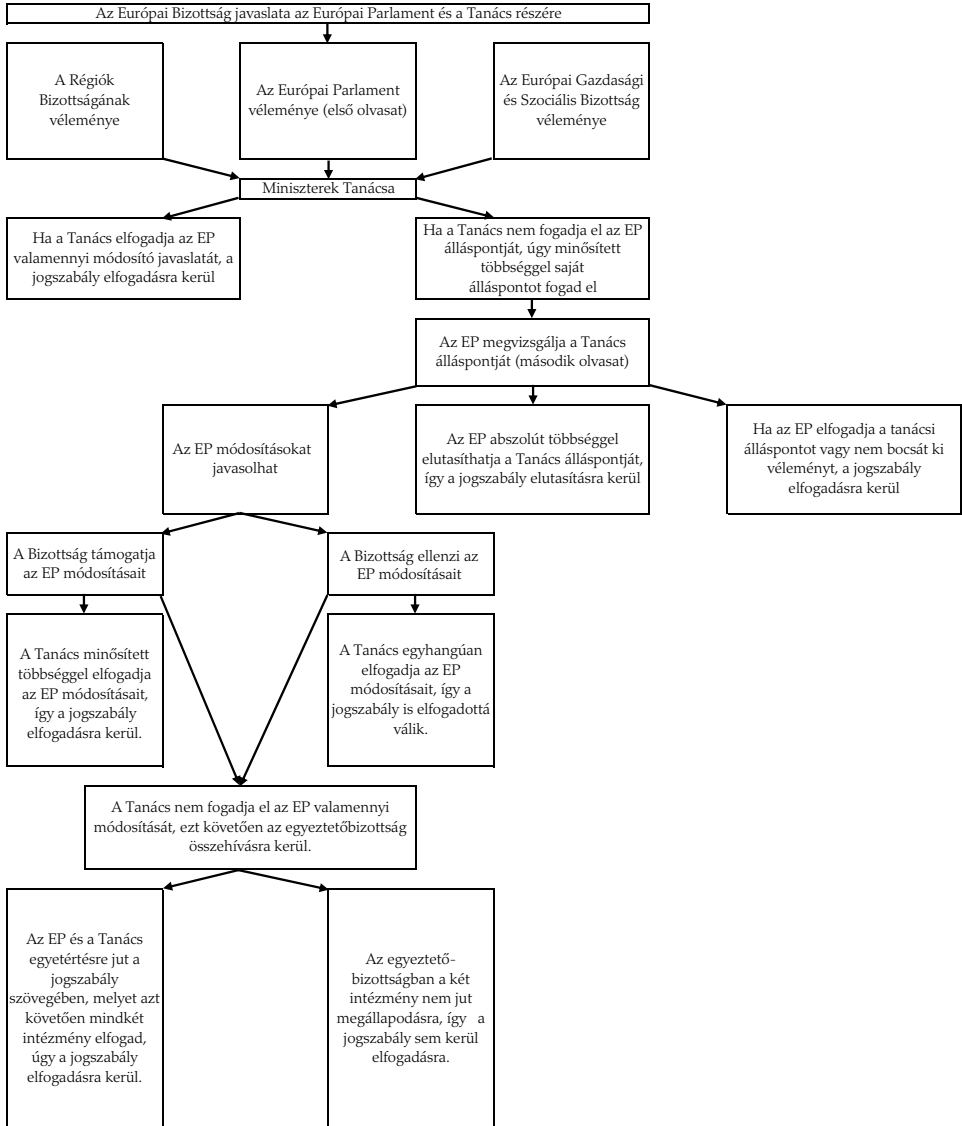 Az Európai Bizottság javaslata az Európai Parlament és a Tanács részére
A Régiók
Bizottságának
véleménye
Az Európai Parlament
véleménye (első olvasat)
Az Európai Gazdasági
és Szociális Bizottság
véleménye
Miniszterek Tanácsa
Ha a Tanács elfogadja az EP
valamennyi módosító javaslatát, a
jogszabály elfogadásra kerül
Ha a Tanács nem fogadja el az EP
álláspontját, úgy minősített
többséggel saját
álláspontot fogad el
Az EP megvizsgálja a Tanács
álláspontját (második olvasat)
Az EP módosításokat
javasolhat
Az EP abszolút többséggel
elutasíthatja a Tanács álláspontját,
így a jogszabály elutasításra kerül
Ha az EP elfogadja a tanácsi
álláspontot vagy nem bocsát ki
véleményt, a jogszabály
elfogadásra kerül
A Bizottság támogatja
az EP módosításait
A Bizottság ellenzi az
EP módosításait
A Tanács minősített
többséggel elfogadja
az EP módosításait,
így a jogszabály
elfogadásra kerül.
A Tanács egyhangúan
elfogadja az EP
módosításait, így a
jogszabály is elfogadottá
válik.
A Tanács nem fogadja el az EP valamennyi
módosítását, ezt követően az egyeztetőbizottság
összehívásra kerül.
Az EP és a Tanács
egyetértésre jut a
jogszabály
szövegében, melyet azt
követően mindkét
intézmény elfogad,
úgy a jogszabály
elfogadásra kerül.
Az egyeztető-
bizottságban a két
intézmény nem jut
megállapodásra, így a
jogszabály sem kerül
elfogadásra.